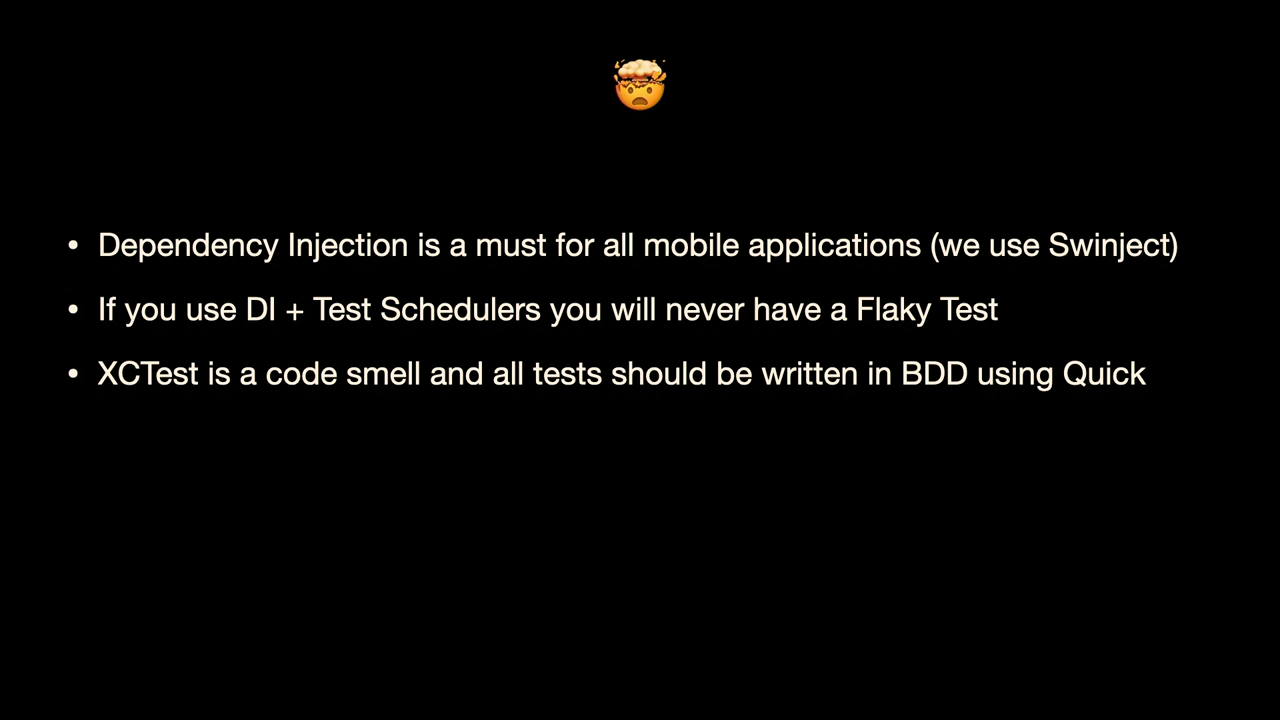 • Dependency Injection is a must for all mobile applications (we use Swinject)
• If you use DI + Test Schedulers you will never have a Flaky Test
• XCTest is a code smell and all tests should be written in BDD using Quick